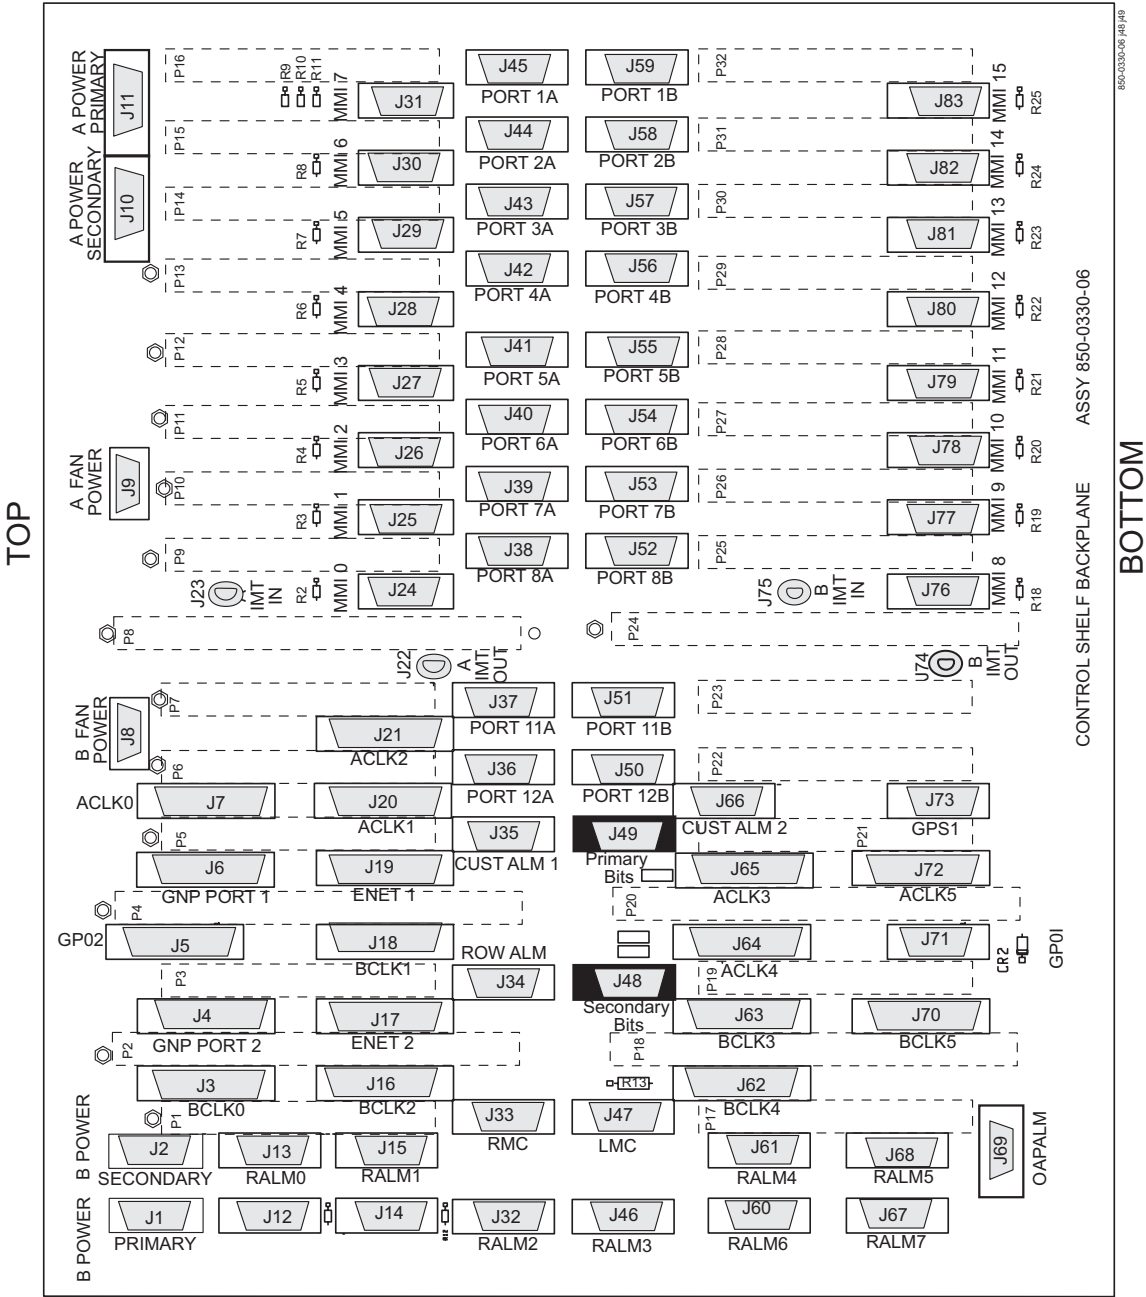 850-0330-06 j48 j49
TOP
BOTTOM
A POWER
PRIMARY
J11
A POWER
SECONDARY
J10
P16
R9
R10
R11
MMI 7
J31
J45
PORT 1A
J59
PORT 1B
P32
J83
MMI 15
R25
P15
R8
MMI 6
J30
J44
PORT 2A
J58
PORT 2B
P31
J82
MMI 14
R24
P14
R7
MMI 5
J29
J43
PORT 3A
J57
PORT 3B
P30
J81
MMI 13
R23
P13
R6
MMI 4
J28
J42
PORT 4A
J56
PORT 4B
P29
J80
MMI 12
R22
P12
R5
MMI 3
J27
J41
PORT 5A
J55
PORT 5B
P28
J79
MMI 11
R21
P11
R4
MMI 2
J26
J40
PORT 6A
J54
PORT 6B
P27
J78
MMI 10
R20
A FAN
POWER
J9
P10
R3
MMI 1
J25
J39
PORT 7A
J53
PORT 7B
P26
J77
MMI 9
R19
P9
J23
IMT
IN
R2
MMI 0
J24
J38
PORT 8A
J52
PORT 8B
P25
J75
B
IMT
IN
J76
MMI 8
R18
CONTROL SHELF BACKPLANE ASSY 850-0330-06
P8
J22
A
IMT
OUT
P24
J74
B
IMT
OUT
B FAN
POWER
J8
P7
J21
ACLK2
J37
PORT 11A
J51
PORT 11B
P23
P6
ACLK0
J7
J20
ACLK1
J36
PORT 12A
J50
PORT 12B
P22
J66
CUST ALM 2
J73
GPS1
P5
J6
GNP PORT 1
J19
ENET 1
J35
CUST ALM 1
J49
Primary
Bits
J65
ACLK3
P21
J72
ACLK5
P4
GP02
J5
J18
BCLK1
ROW ALM
J34
P20
J64
ACLK4
J71
CR2
GP0I
P3
J4
GNP PORT 2
J17
ENET 2
J48
Secondary
Bits
P19
J63
BCLK3
J70
BCLK5
P2
J3
BCLK0
J16
BCLK2
P18
R13
J62
BCLK4
P1
J33
RMC
J47
LMC
P17
B POWER
J2
SECONDARY
J13
RALM0
J15
RALM1
J61
RALM4
J68
RALM5
J69
OAPALM
B POWER
J1
PRIMARY
J12
J14
R12
J32
RALM2
J46
RALM3
J60
RALM6
J67
RALM7